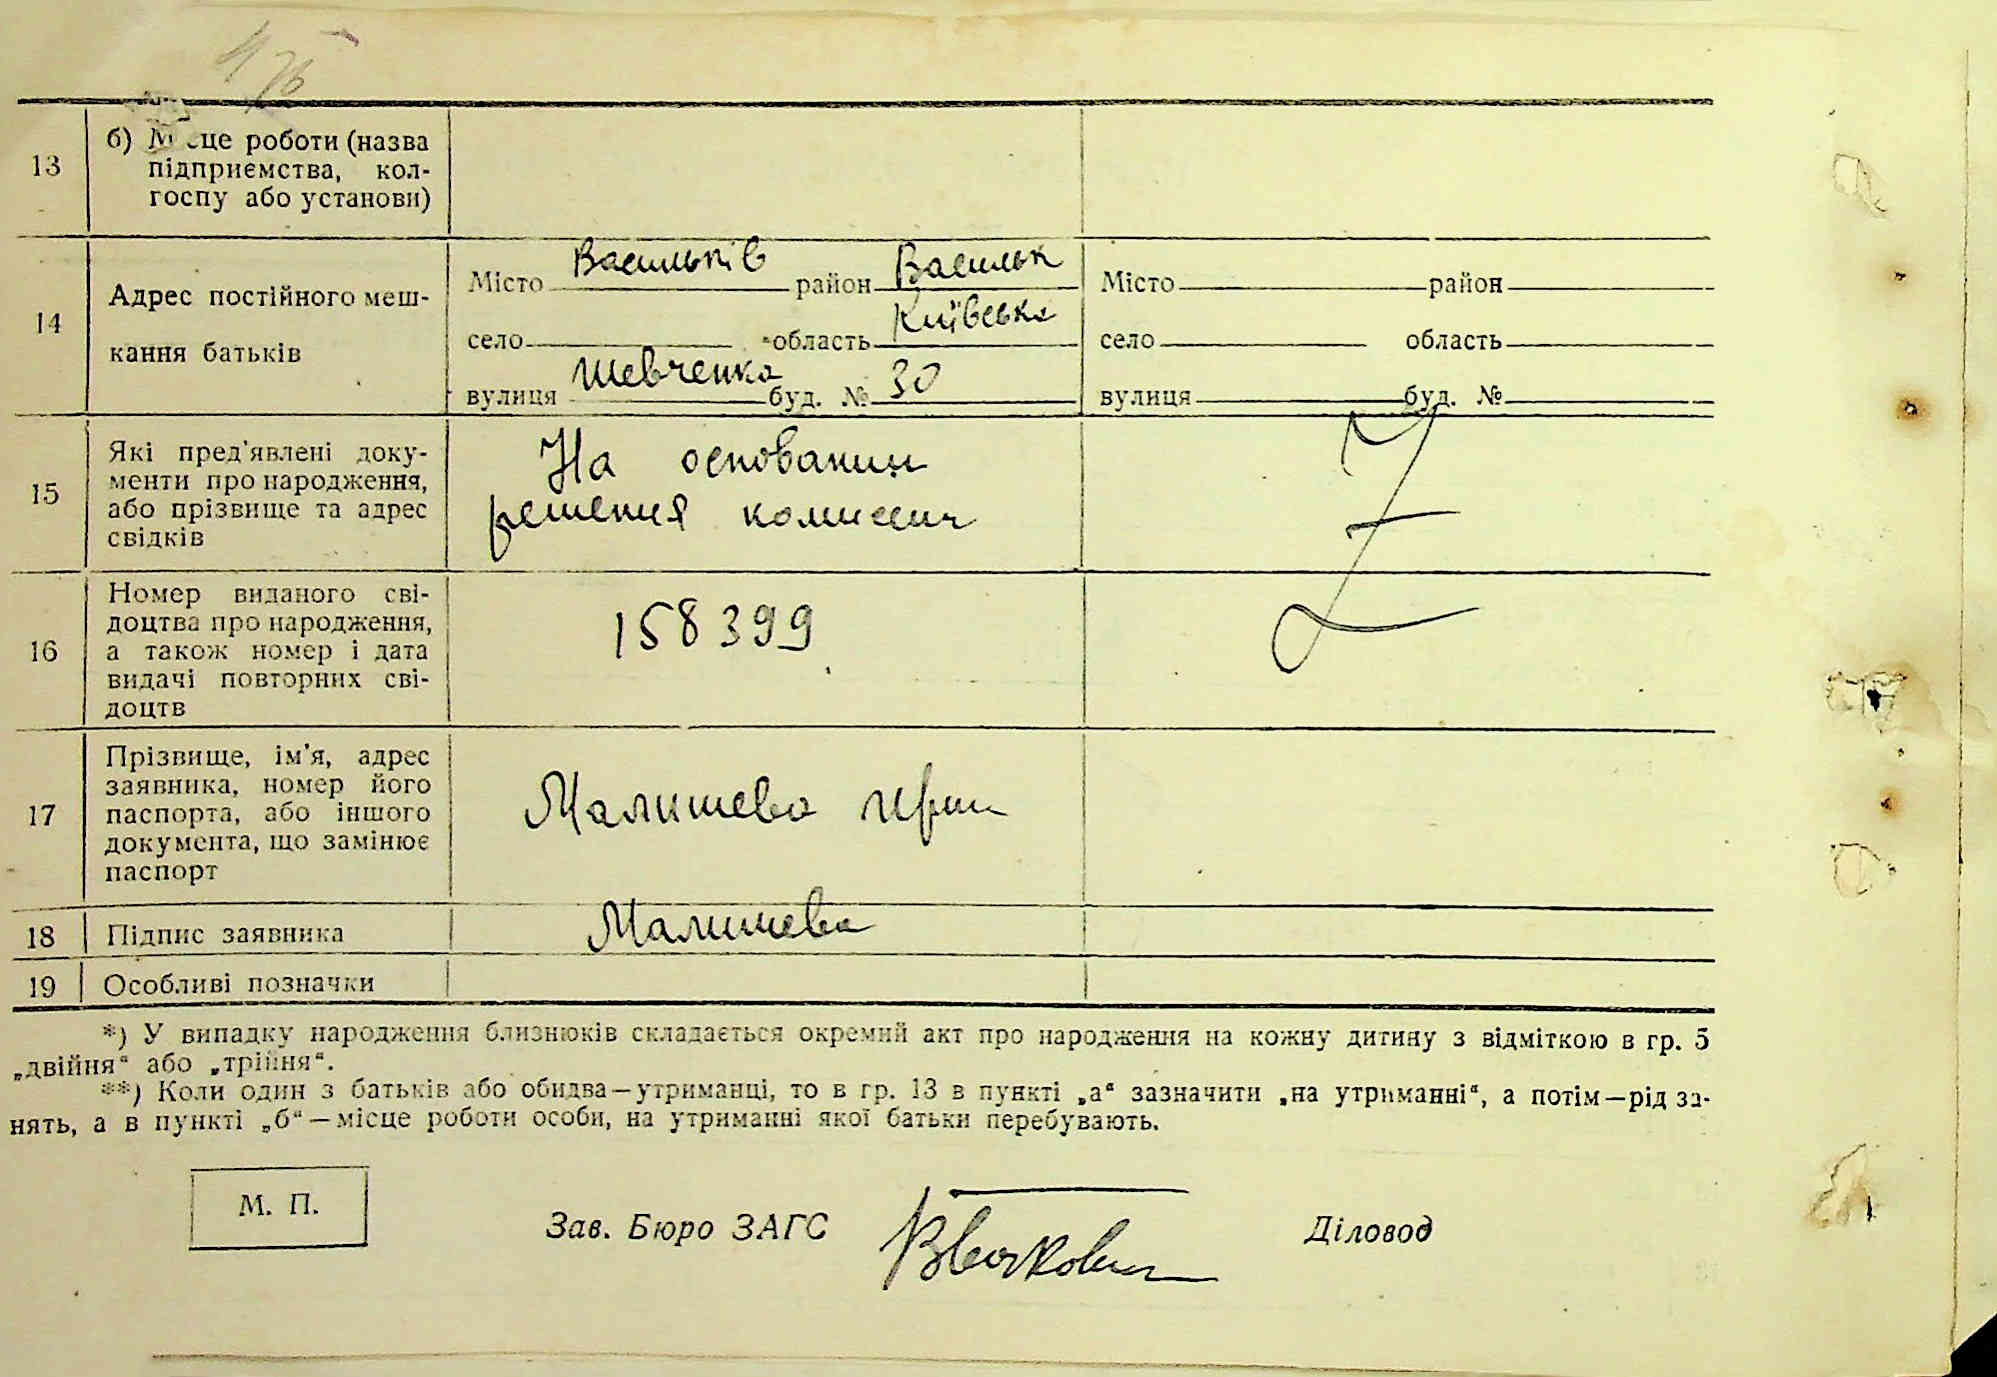 475
13 б) Місце роботи (назва
підприємства, кол-
госпу або установи)
14 Адрес постійного меш-
кання батьків
Місто Васильків район Васильк
село область Київська
вулиця Шевченка буд. № 30
Місто район
село область
вулиця буд. №
15 Які пред'явлені доку-
менти про народження,
або прізвище та адрес
свідків
На основании
решения комиссии
16 Номер виданого сві-
доцтва про народження,
а також номер і дата
видачі повторних сві-
доцтв
158399
17 Прізвище, ім'я, адрес
заявника, номер його
паспорта, або іншого
документа, що замінює
паспорт
Малишева Ирин
18 Підпис заявника Малишева
19 Особливі позначки
*) У випадку народження близнюків складається окремий акт про народження на кожну дитину з відміткою в гр. 5
„двійня“ або „трійня“.
**) Коли один з батьків або обидва—утриманці, то в гр. 13 в пункті „а“ зазначити „на утриманні“, а потім—рід за-
нять, а в пункті „б“—місце роботи особи, на утриманні якої батьки перебувають.
М. П.
Зав. Бюро ЗАГС Діловод